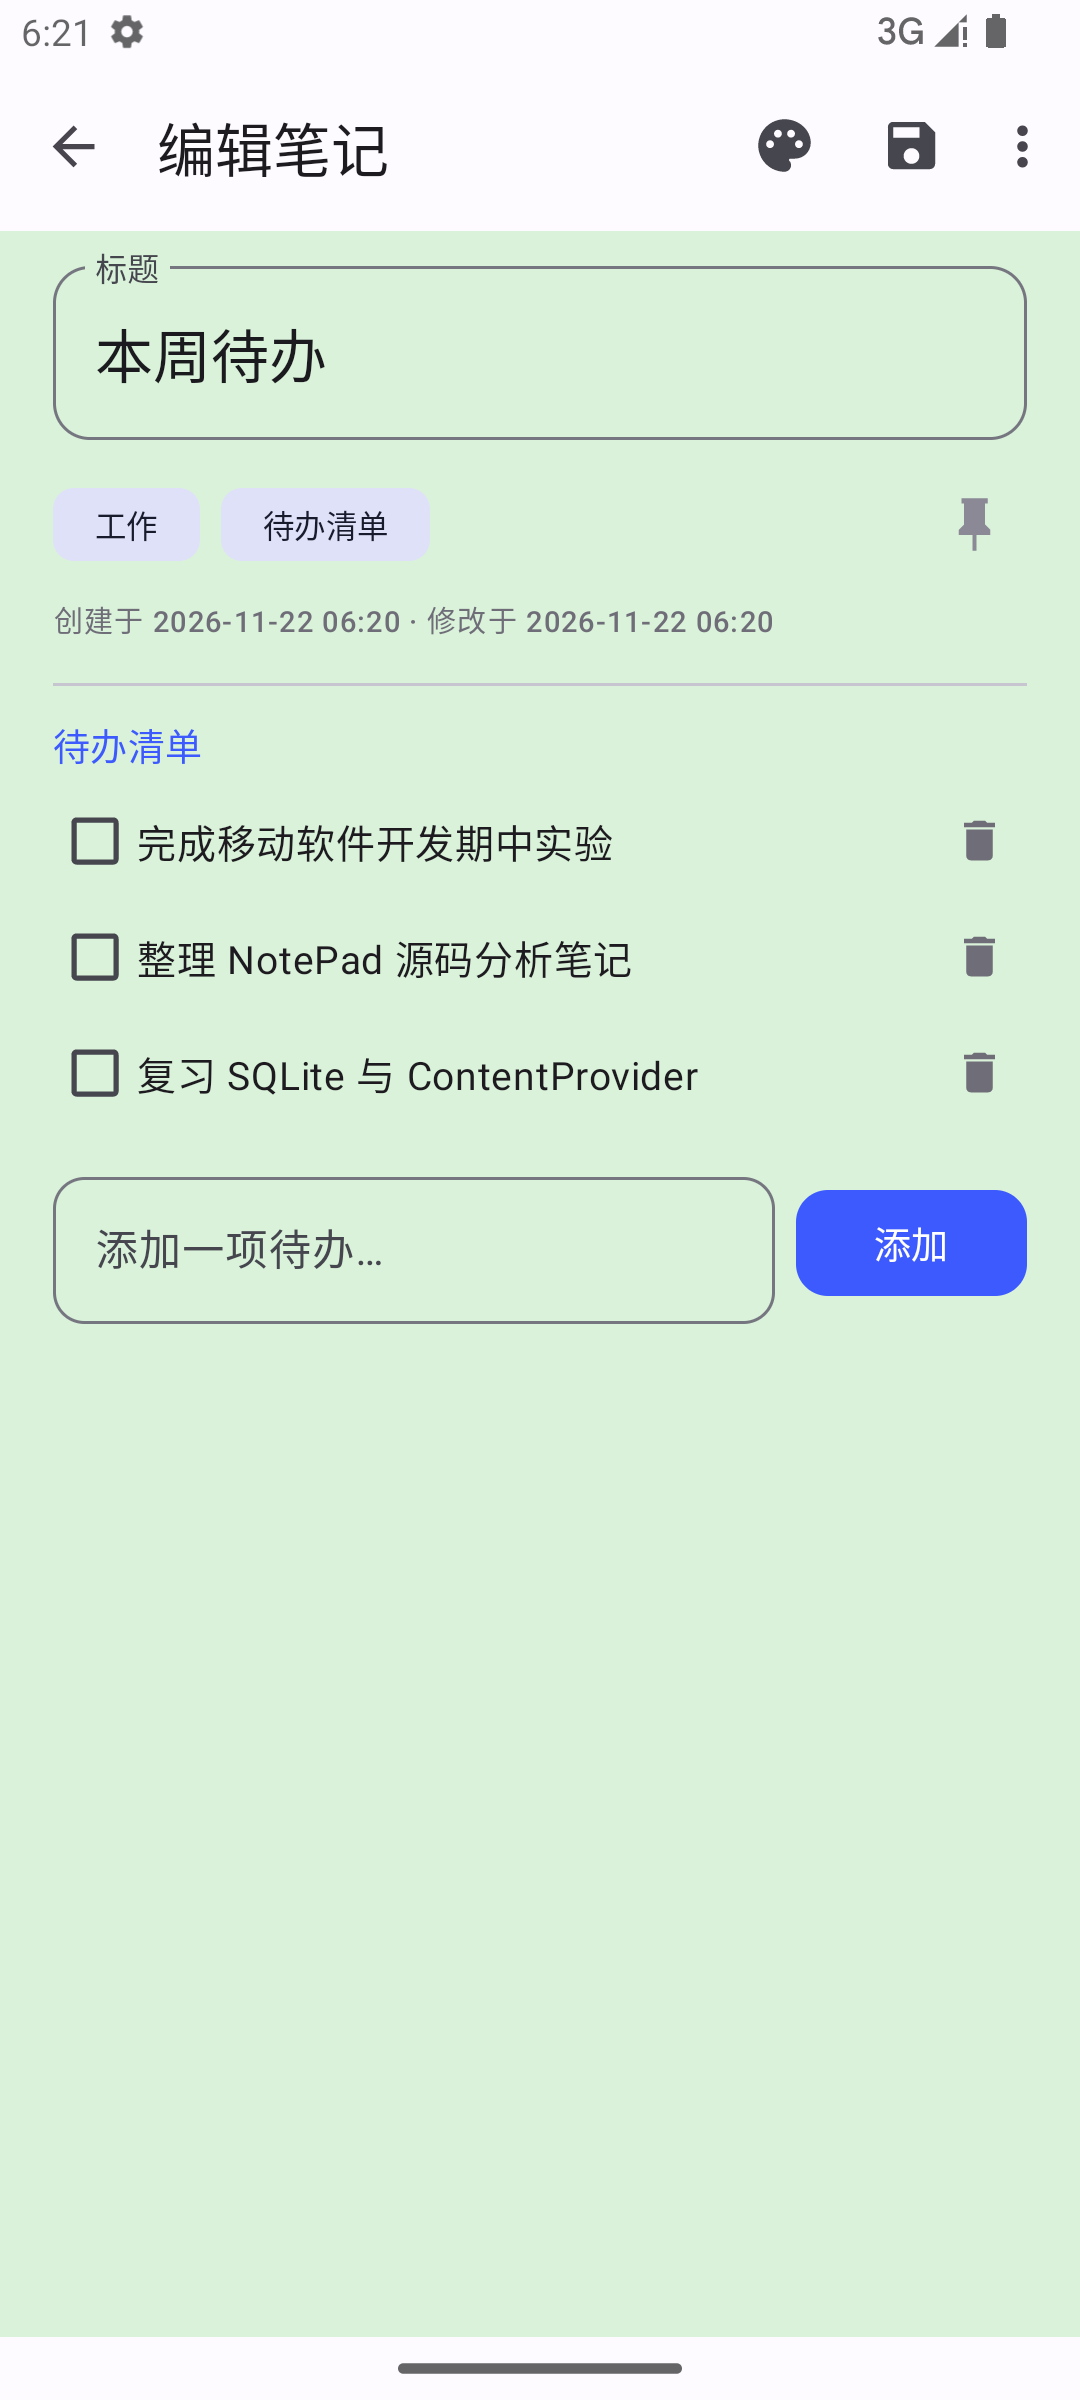 6:21 3G
编辑笔记
标题
本周待办
工作 待办清单
创建于 2026-11-22 06:20 · 修改于 2026-11-22 06:20
待办清单
完成移动软件开发期中实验
整理 NotePad 源码分析笔记
复习 SQLite 与 ContentProvider
添加一项待办… 添加